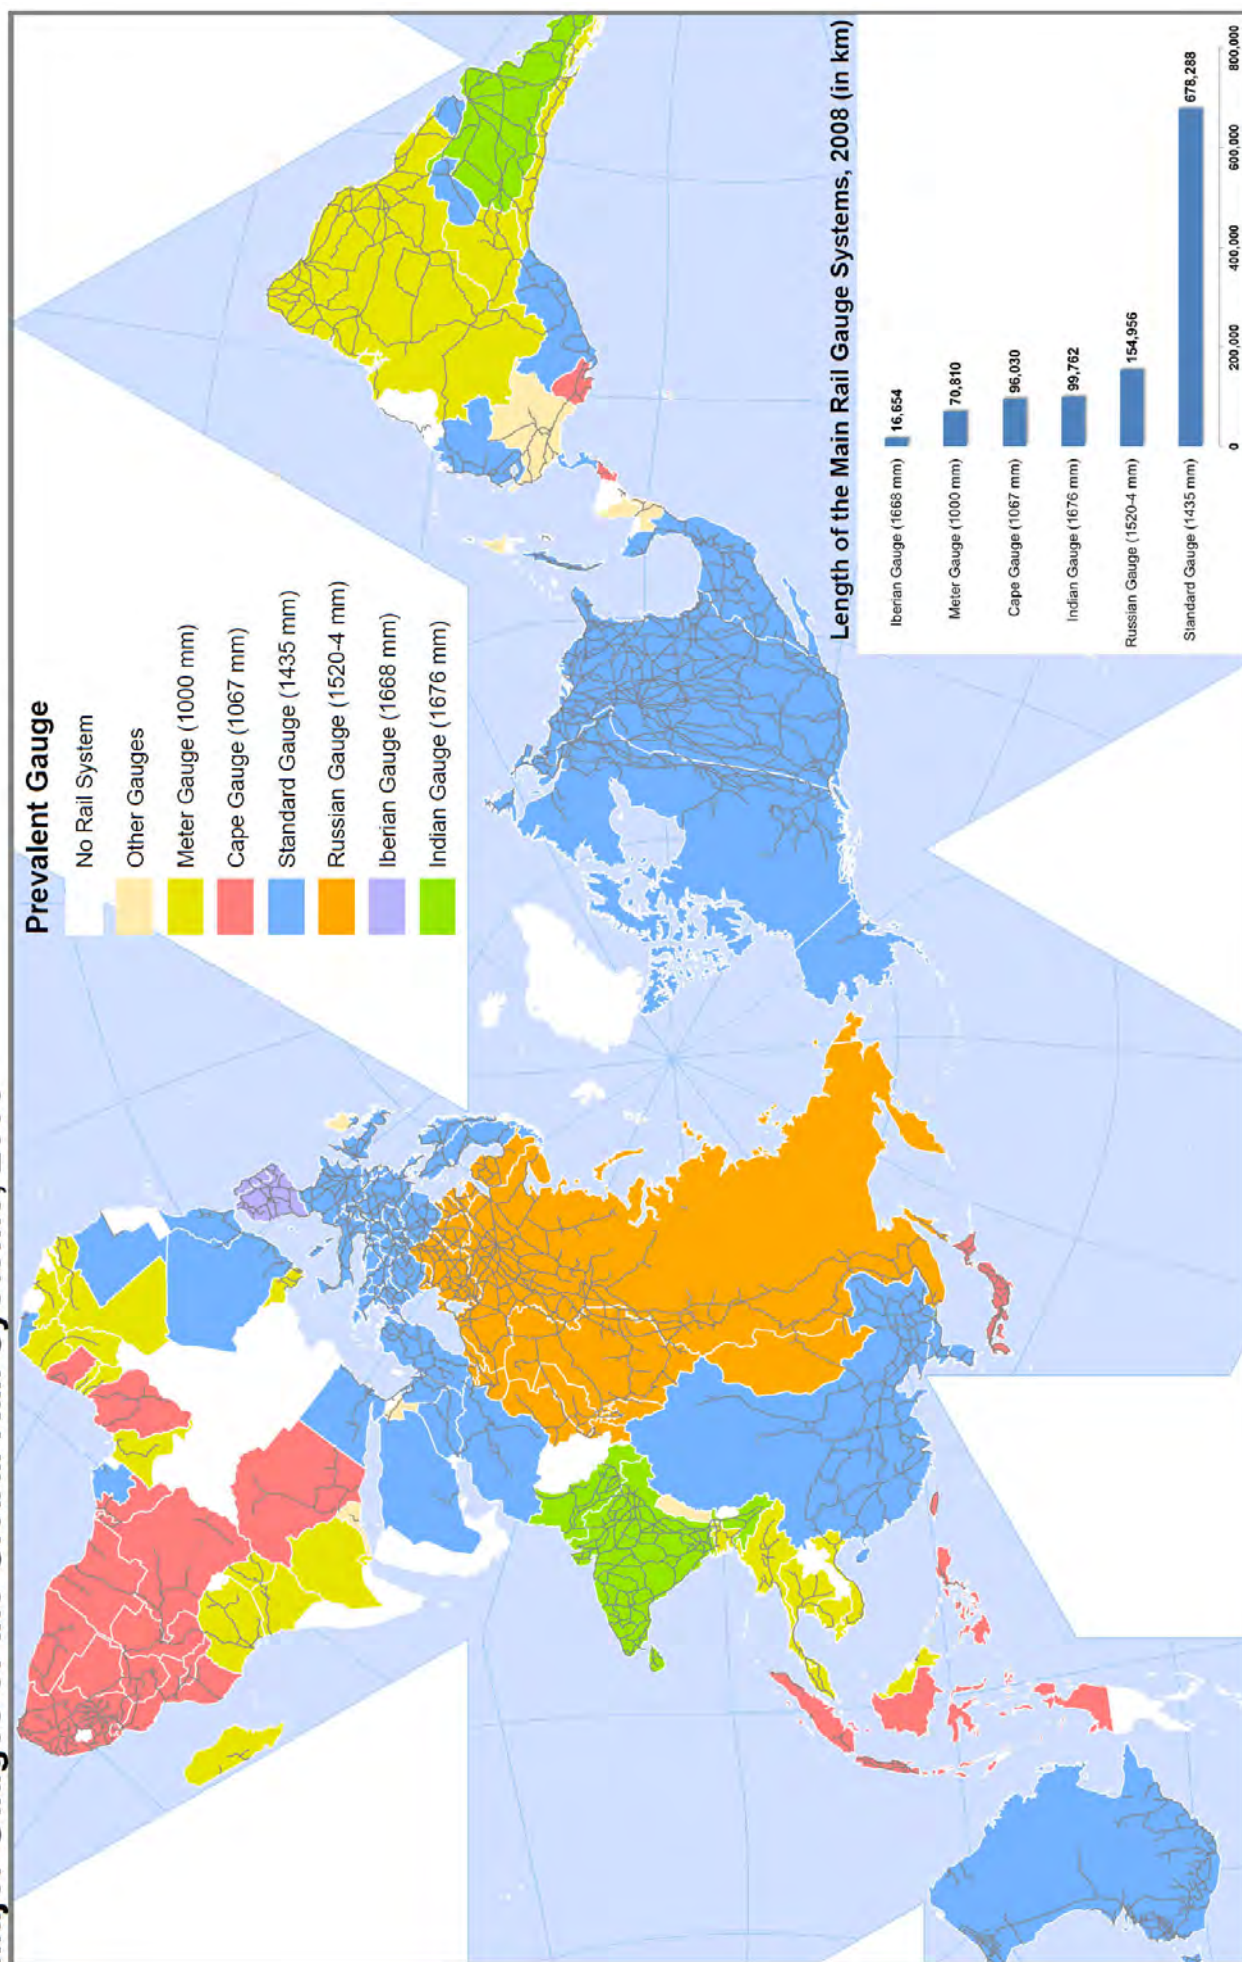 Prevalent Gauge
No Rail System
Other Gauges
Meter Gauge (1000 mm)
Cape Gauge (1067 mm)
Standard Gauge (1435 mm)
Russian Gauge (1520-4 mm)
Iberian Gauge (1668 mm)
Indian Gauge (1676 mm)
Length of the Main Rail Gauge Systems, 2008 (in km)
Iberian Gauge (1668 mm) 16,654
Meter Gauge (1000 mm) 70,810
Cape Gauge (1067 mm) 96,030
Indian Gauge (1676 mm) 99,762
Russian Gauge (1520-4 mm) 154,956
Standard Gauge (1435 mm) 678,288
0 200,000 400,000 600,000 800,000